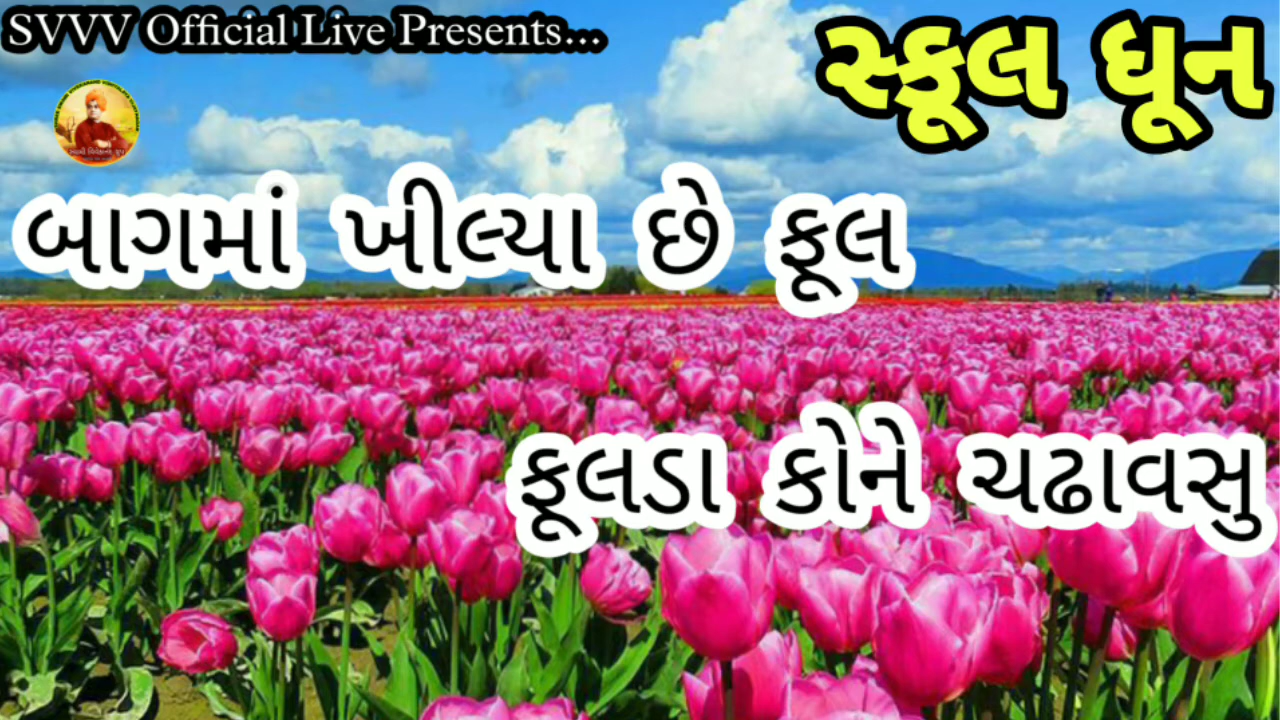 SVVV Official Live Presents...
સ્કૂલ ધૂન
બાગમાં ખીલ્યા છે ફૂલ
ફૂલડા કોને ચઢાવસુ